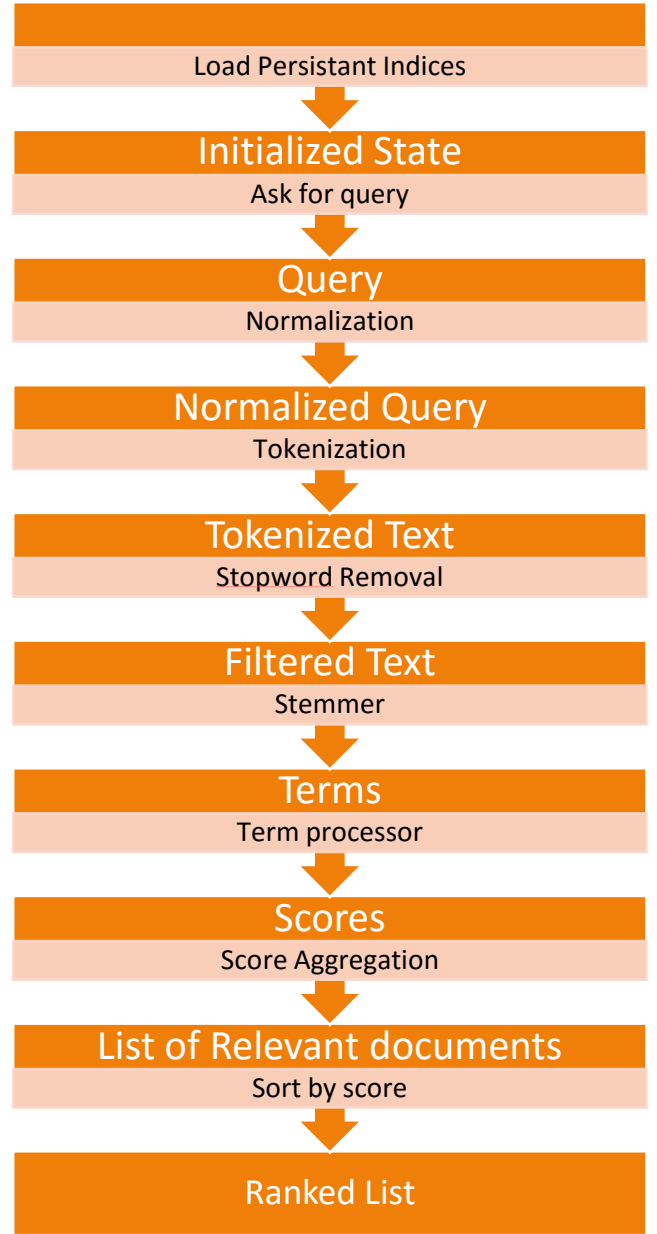 Load Persistant Indices
Initialized State
Ask for query
Query
Normalization
Normalized Query
Tokenization
Tokenized Text
Stopword Removal
Filtered Text
Stemmer
Terms
Term processor
Scores
Score Aggregation
List of Relevant documents
Sort by score
Ranked List